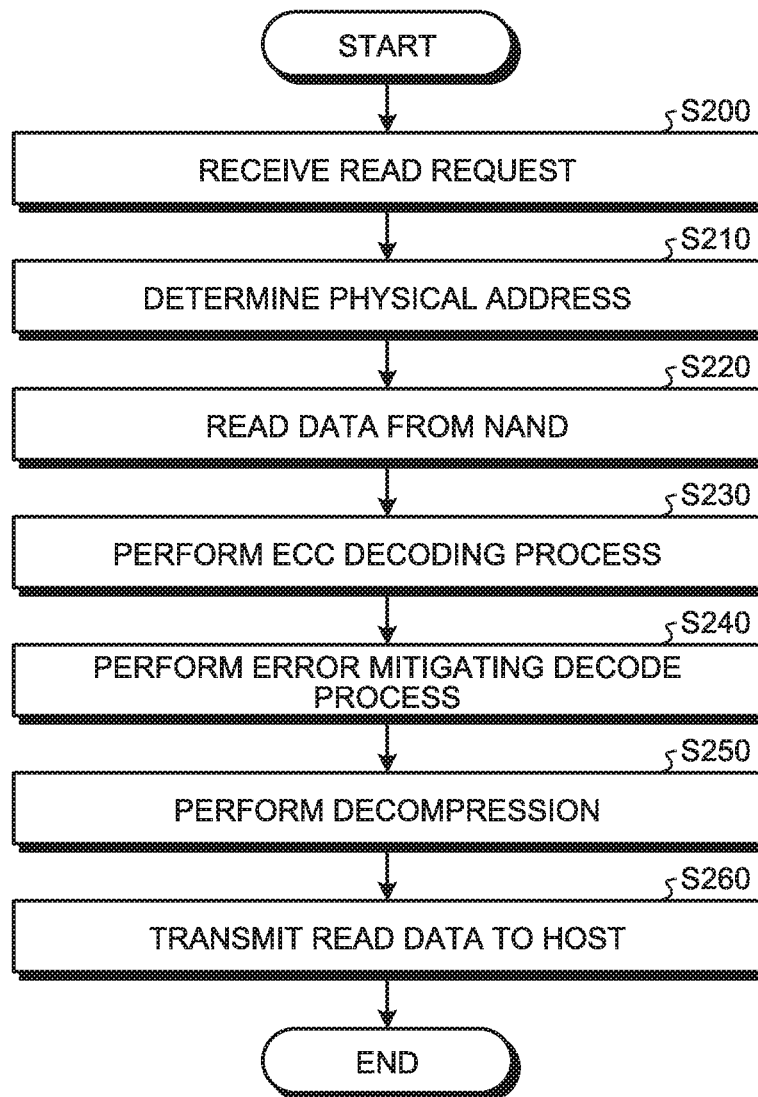 START
S200
RECEIVE READ REQUEST
S210
DETERMINE PHYSICAL ADDRESS
S220
READ DATA FROM NAND
S230
PERFORM ECC DECODING PROCESS
S240
PERFORM ERROR MITIGATING DECODE
PROCESS
S250
PERFORM DECOMPRESSION
S260
TRANSMIT READ DATA TO HOST
END